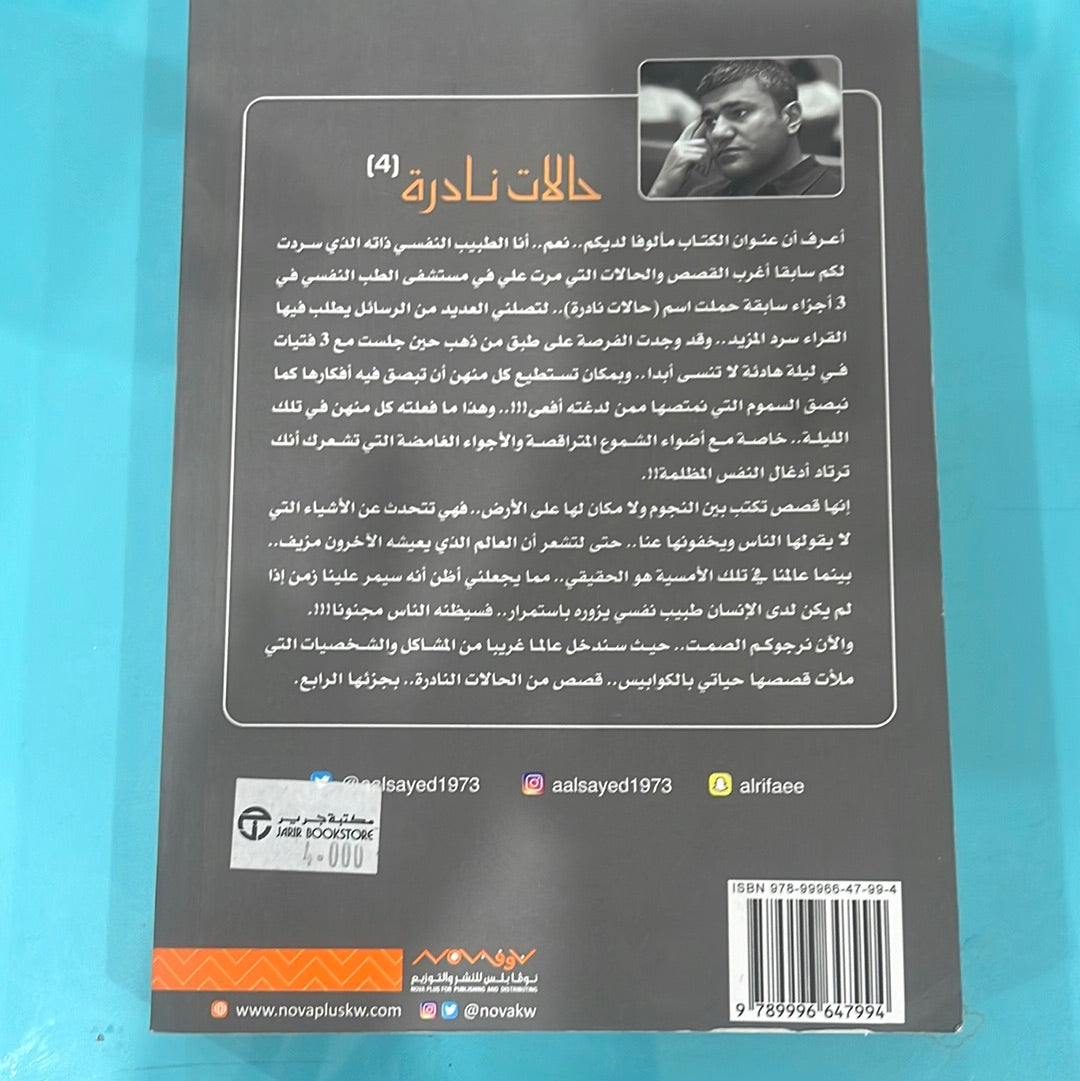 حالات نادرة (4)
أعرف أن عنوان الكتاب مألوفا لديكم.. نعم.. أنا الطبيب النفسي ذاته الذي سردت
لكم سابقا أغرب القصص والحالات التي مرت علي في مستشفى الطب النفسي في
3 أجزاء سابقة حملت اسم (حالات نادرة).. لتصلني العديد من الرسائل يطلب فيها
القراء سرد المزيد.. وقد وجدت الفرصة على طبق من ذهب حين جلست مع 3 فتيات
في ليلة هادئة لا تنسى أبدا.. وبمكان تستطيع كل منهن أن تبصق فيه أفكارها كما
نبصق السموم التي نمتصها ممن لدغته أفعى!!!.. وهذا ما فعلته كل منهن في تلك
الليلة.. خاصة مع أضواء الشموع المتراقصة والأجواء الغامضة التي تشعرك أنك
ترتاد أدغال النفس المظلمة!!.
إنها قصص تكتب بين النجوم ولا مكان لها على الأرض.. فهي تتحدث عن الأشياء التي
لا يقولها الناس ويخفونها عنا.. حتى لتشعر أن العالم الذي يعيشه الآخرون مزيف..
بينما عالمنا في تلك الأمسية هو الحقيقي.. مما يجعلني أظن أنه سيمر علينا زمن إذا
لم يكن لدى الإنسان طبيب نفسي يزوره باستمرار.. فسيظنه الناس مجنونا!!!.
والآن نرجوكم الصمت.. حيث سندخل عالما غريبا من المشاكل والشخصيات التي
ملأت قصصها حياتي بالكوابيس.. قصص من الحالات النادرة.. بجزئها الرابع.
@aalsayed1973 aalsayed1973 alrifaee
مكتبة جرير
JARIR BOOKSTORE
4.000
ISBN 978-99966-47-99-4
9 789996 647994
نوفا
نوفا بلس للنشر والتوزيع
NOVA PLUS FOR PUBLISHING AND DISTRIBUTING
www.novapluskw.com @novakw